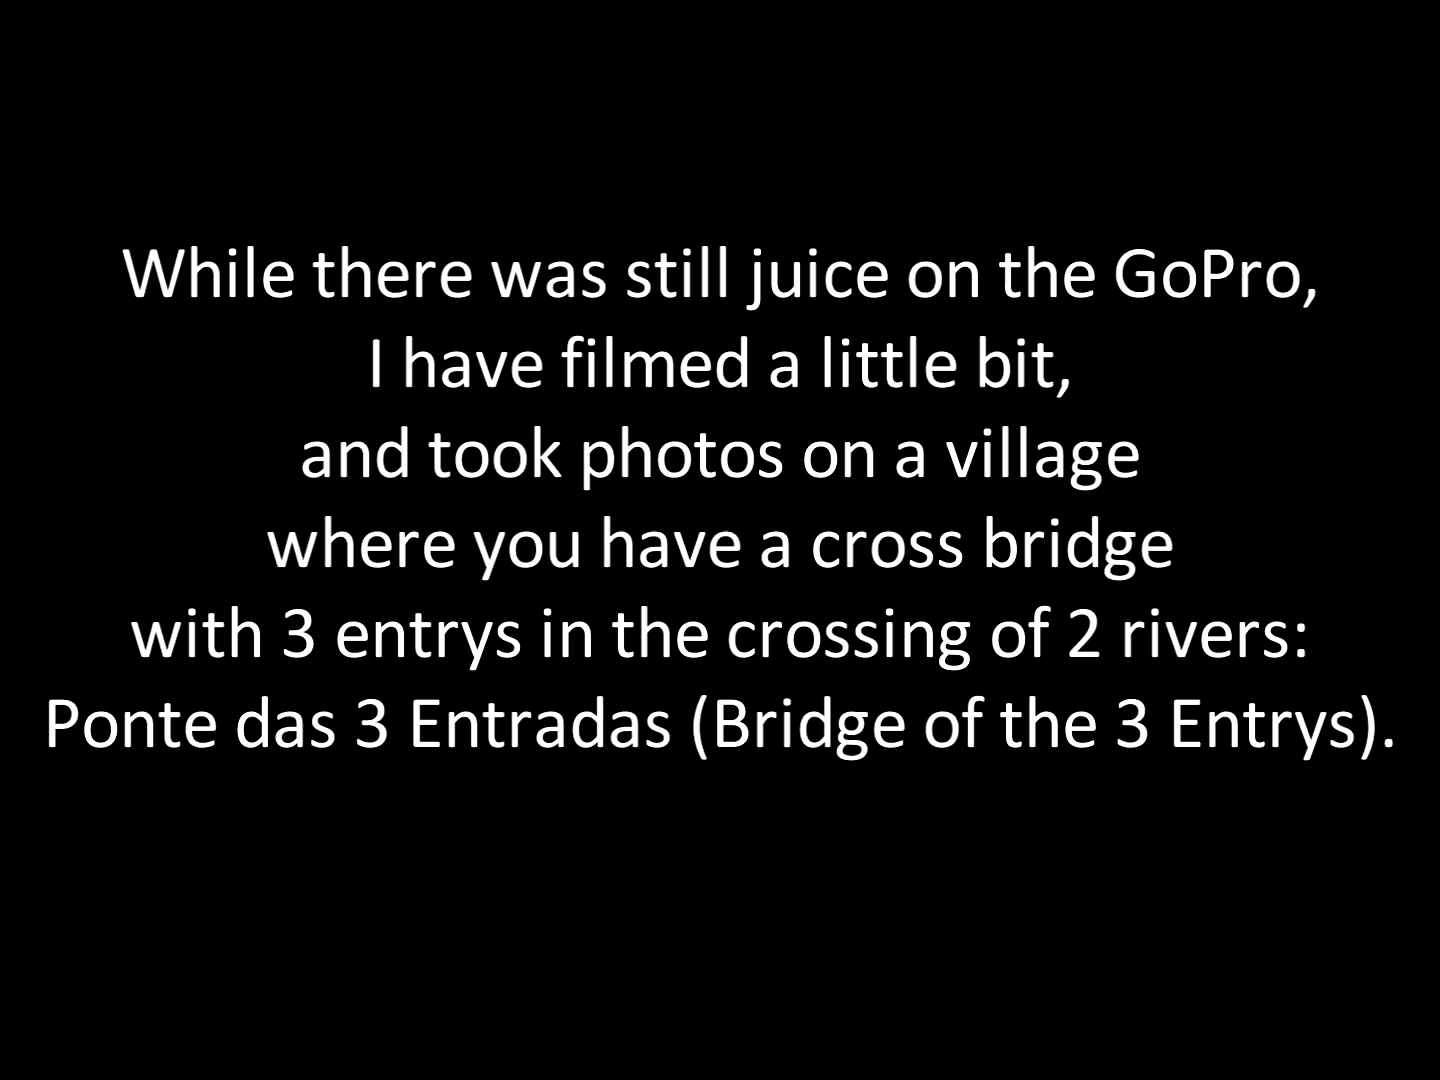 While there was still juice on the GoPro,
I have filmed a little bit,
and took photos on a village
where you have a cross bridge
with 3 entrys in the crossing of 2 rivers:
Ponte das 3 Entradas (Bridge of the 3 Entrys).